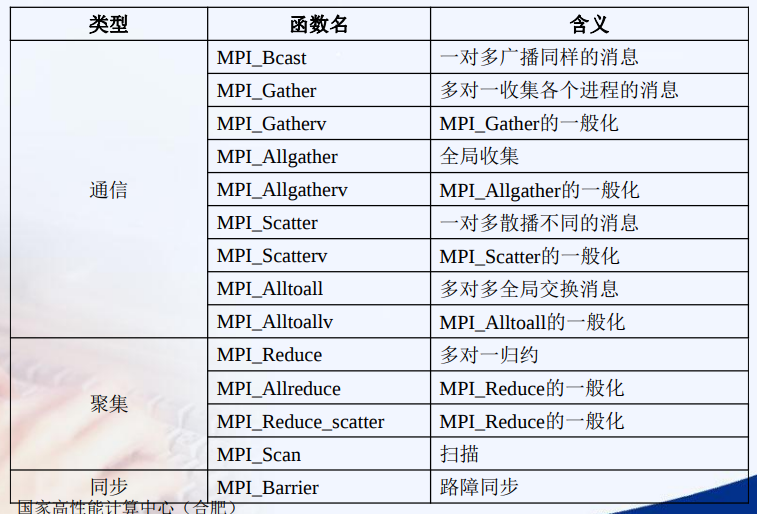 类型 函数名 含义
MPI_Bcast 一对多广播同样的消息
MPI_Gather 多对一收集各个进程的消息
MPI_Gatherv MPI_Gather的一般化
MPI_Allgather 全局收集
通信 MPI_Allgatherv MPI_Allgather的一般化
MPI_Scatter 一对多散播不同的消息
MPI_Scatterv MPI_Scatter的一般化
MPI_Alltoall 多对多全局交换消息
MPI_Alltoallv MPI_Alltoall的一般化
MPI_Reduce 多对一归约
聚集 MPI_Allreduce MPI_Reduce的一般化
MPI_Reduce_scatter MPI_Reduce的一般化
MPI_Scan 扫描
同步 MPI_Barrier 路障同步
国家高性能计算中心（合肥）